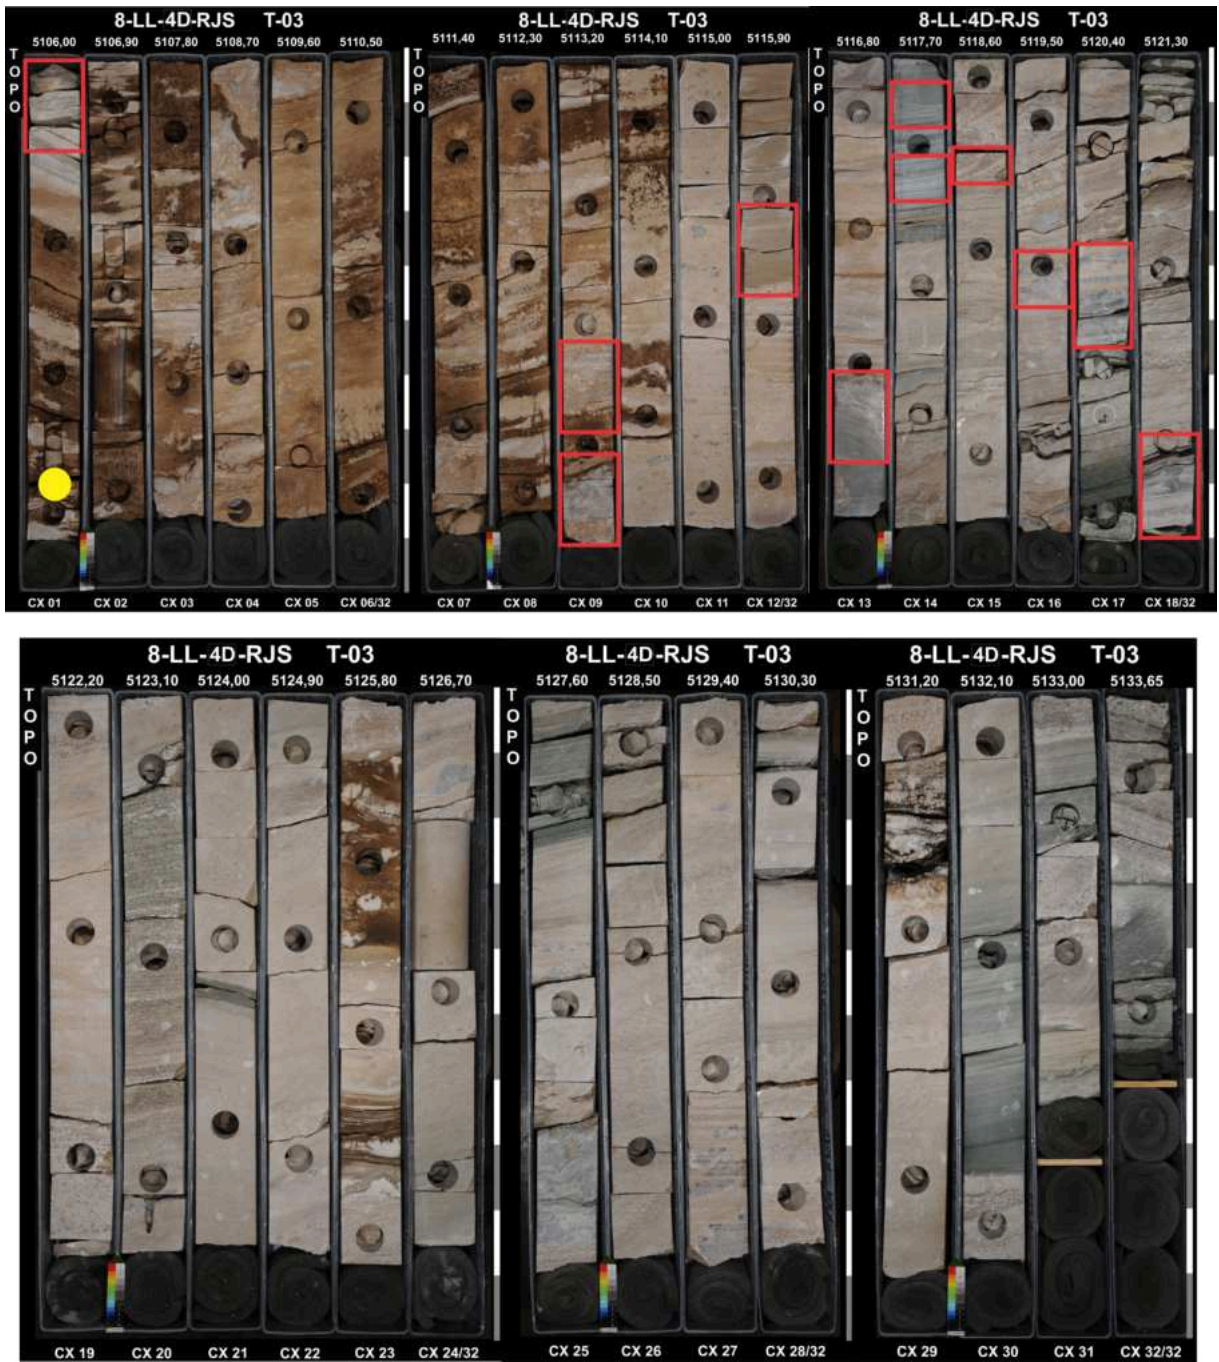 8-LL-4D-RJS T-03
5106,00 5106,90 5107,80 5108,70 5109,60 5110,50
TOPO
CX 01 CX 02 CX 03 CX 04 CX 05 CX 06/32
8-LL-4D-RJS T-03
5111,40 5112,30 5113,20 5114,10 5115,00 5115,90
TOPO
CX 07 CX 08 CX 09 CX 10 CX 11 CX 12/32
8-LL-4D-RJS T-03
5116,80 5117,70 5118,60 5119,50 5120,40 5121,30
TOPO
CX 13 CX 14 CX 15 CX 16 CX 17 CX 18/32
8-LL-4D-RJS T-03
5122,20 5123,10 5124,00 5124,90 5125,80 5126,70
TOPO
CX 19 CX 20 CX 21 CX 22 CX 23 CX 24/32
8-LL-4D-RJS T-03
5127,60 5128,50 5129,40 5130,30
TOPO
CX 25 CX 26 CX 27 CX 28/32
8-LL-4D-RJS T-03
5131,20 5132,10 5133,00 5133,65
TOPO
CX 29 CX 30 CX 31 CX 32/32